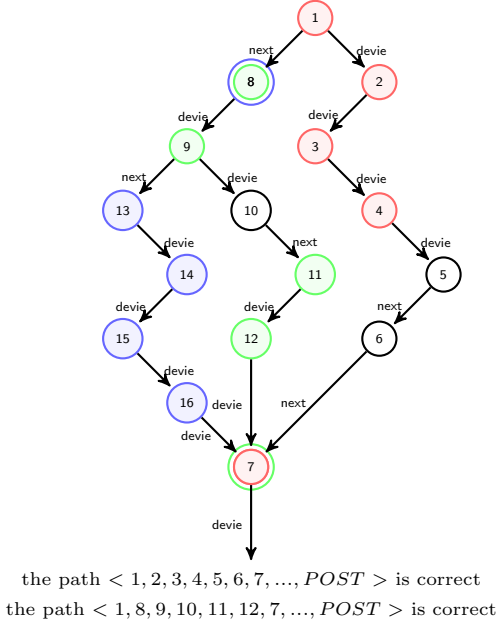 1
next devie
8 2
devie devie
9 3
next devie devie
13 10 4
devie next devie
14 11 5
devie devie next
15 12 6
devie
16 devie next
devie
7
devie
the path < 1, 2, 3, 4, 5, 6, 7, ..., POST > is correct
the path < 1, 8, 9, 10, 11, 12, 7, ..., POST > is correct